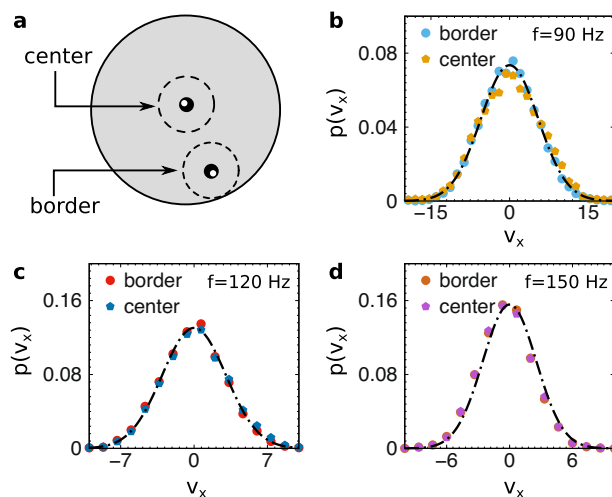 a
center
border
b
border
center
f=90 Hz
0.08
0.04
0
−15
0
15
p(vₓ)
vₓ
c
border
center
f=120 Hz
0.16
0.08
0
−7
0
7
p(vₓ)
vₓ
d
border
center
f=150 Hz
0.16
0.08
0
−6
0
6
p(vₓ)
vₓ